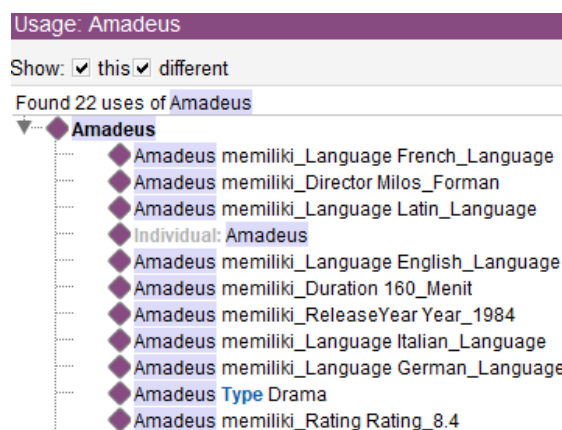 Usage: Amadeus
Show: this different
Found 22 uses of Amadeus
Amadeus
Amadeus memiliki_Language French_Language
Amadeus memiliki_Director Milos_Forman
Amadeus memiliki_Language Latin_Language
Individual: Amadeus
Amadeus memiliki_Language English_Language
Amadeus memiliki_Duration 160_Menit
Amadeus memiliki_ReleaseYear Year_1984
Amadeus memiliki_Language Italian_Language
Amadeus memiliki_Language German_Language
Amadeus Type Drama
Amadeus memiliki_Rating Rating_8.4